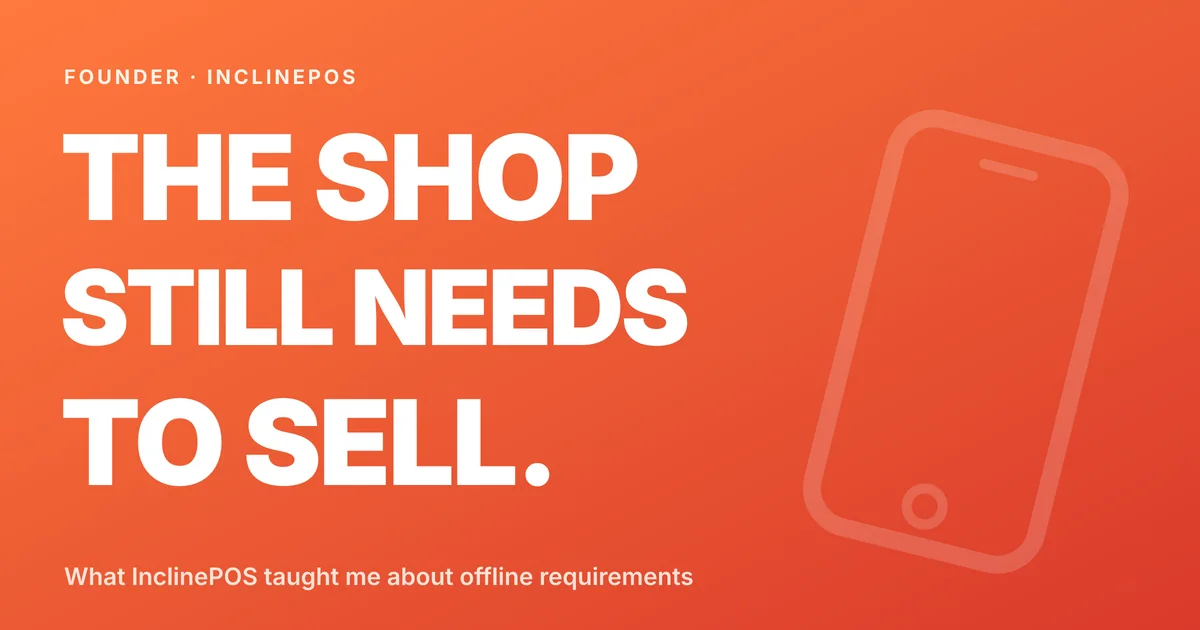 FOUNDER · INCLINEPOS
THE SHOP
STILL NEEDS
TO SELL.
What InclinePOS taught me about offline requirements